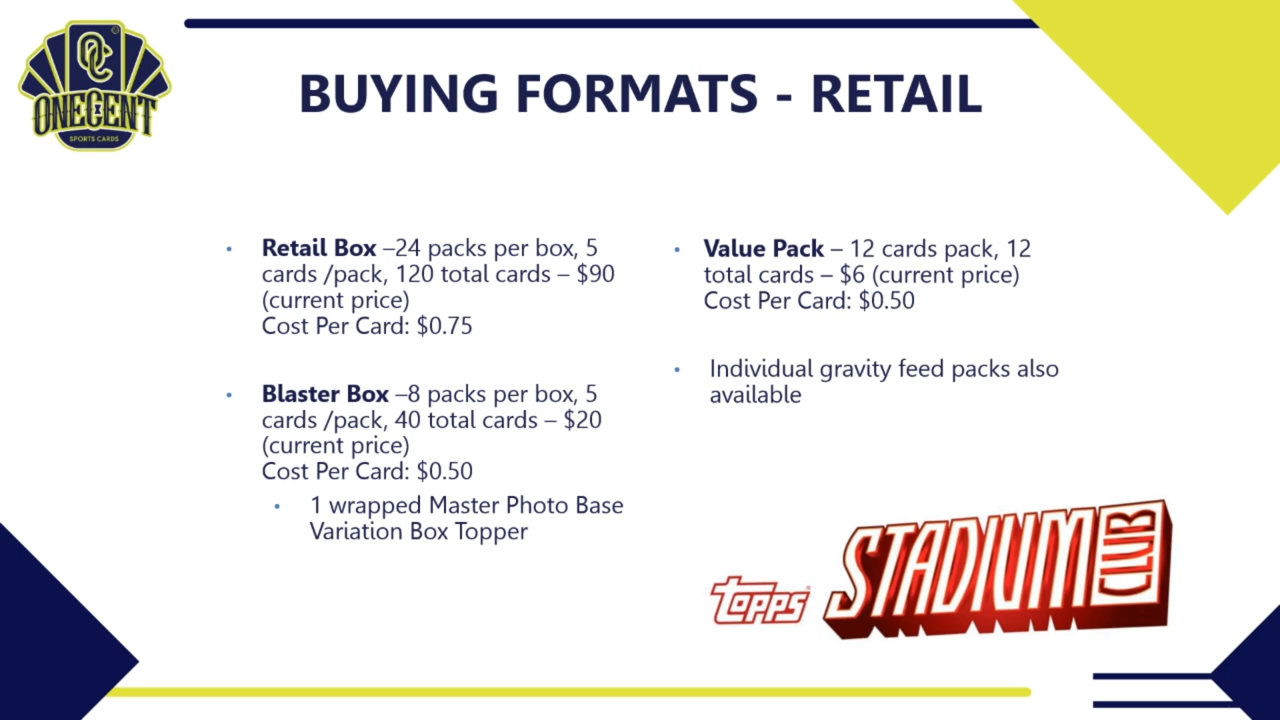 OC
ONECENT
SPORTS CARDS
BUYING FORMATS - RETAIL
• Retail Box –24 packs per box, 5
cards /pack, 120 total cards – $90
(current price)
Cost Per Card: $0.75
• Blaster Box –8 packs per box, 5
cards /pack, 40 total cards – $20
(current price)
Cost Per Card: $0.50
• 1 wrapped Master Photo Base
Variation Box Topper
• Value Pack – 12 cards pack, 12
total cards – $6 (current price)
Cost Per Card: $0.50
• Individual gravity feed packs also
available
topps
STADIUM CLUB